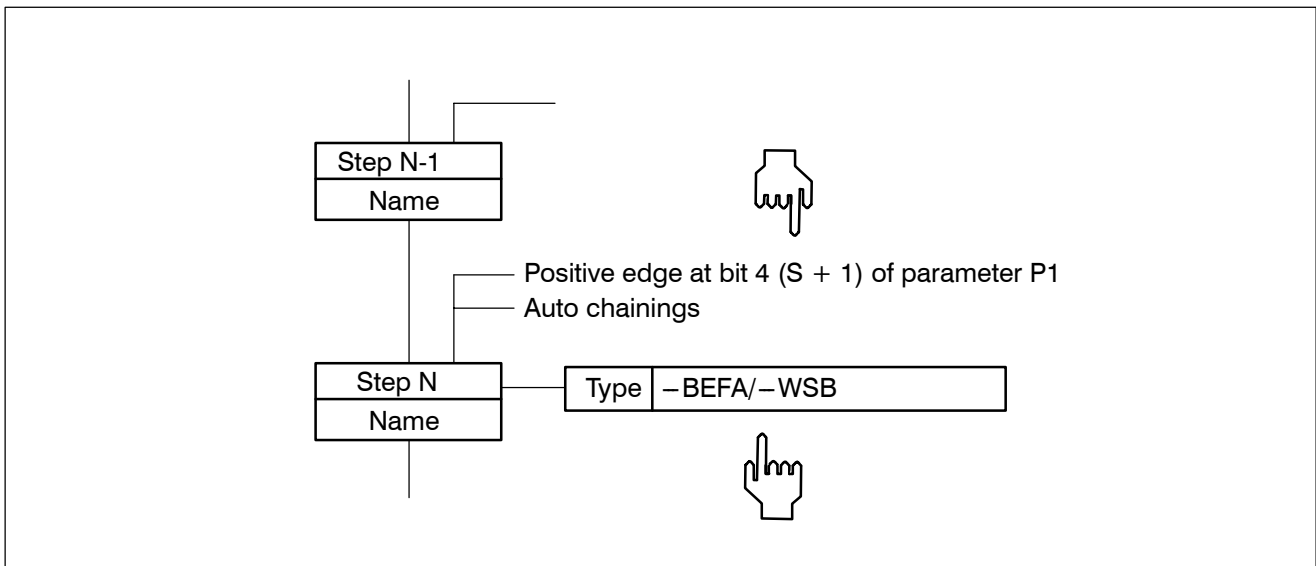 Step N-1
Name
Positive edge at bit 4 (S + 1) of parameter P1
Auto chainings
Step N
Type −BEFA/−WSB
Name